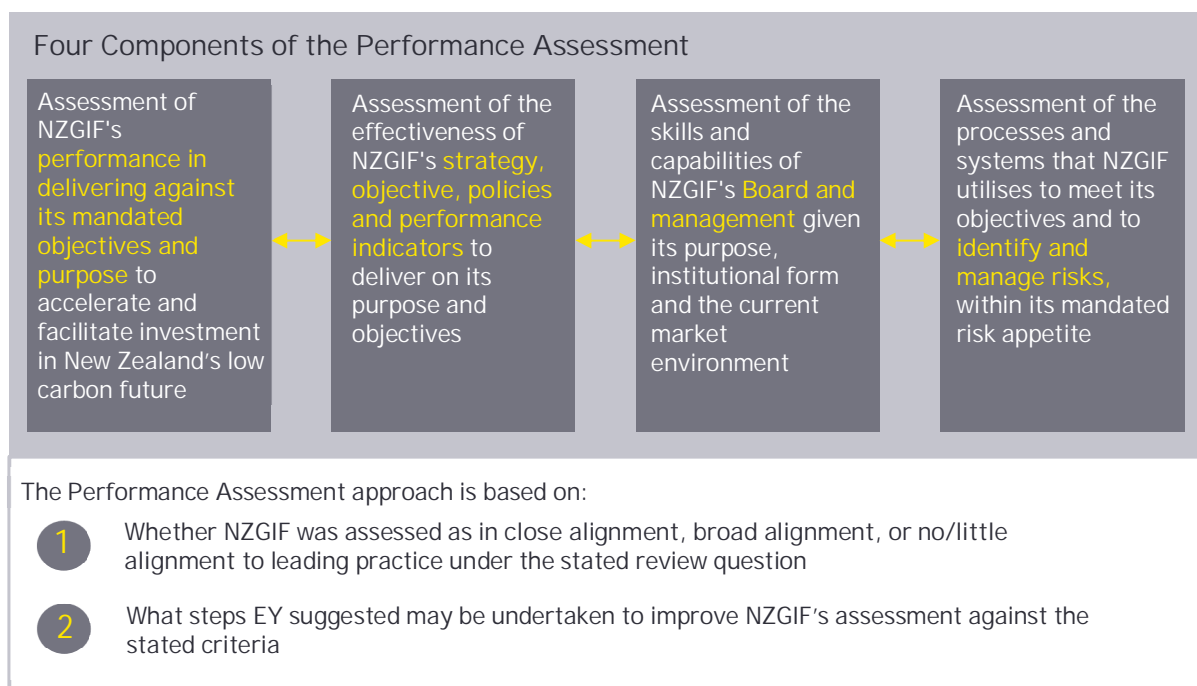 Four Components of the Performance Assessment
Assessment of
NZGIF's
performance in
delivering against
its mandated
objectives and
purpose to
accelerate and
facilitate investment
in New Zealand's low
carbon future
Assessment of the
effectiveness of
NZGIF's strategy,
objective, policies
and performance
indicators to
deliver on its
purpose and
objectives
Assessment of the
skills and
capabilities of
NZGIF's Board and
management given
its purpose,
institutional form
and the current
market
environment
Assessment of the
processes and
systems that NZGIF
utilises to meet its
objectives and to
identify and
manage risks,
within its mandated
risk appetite
The Performance Assessment approach is based on:
1
Whether NZGIF was assessed as in close alignment, broad alignment, or no/little
alignment to leading practice under the stated review question
2
What steps EY suggested may be undertaken to improve NZGIF's assessment against the
stated criteria